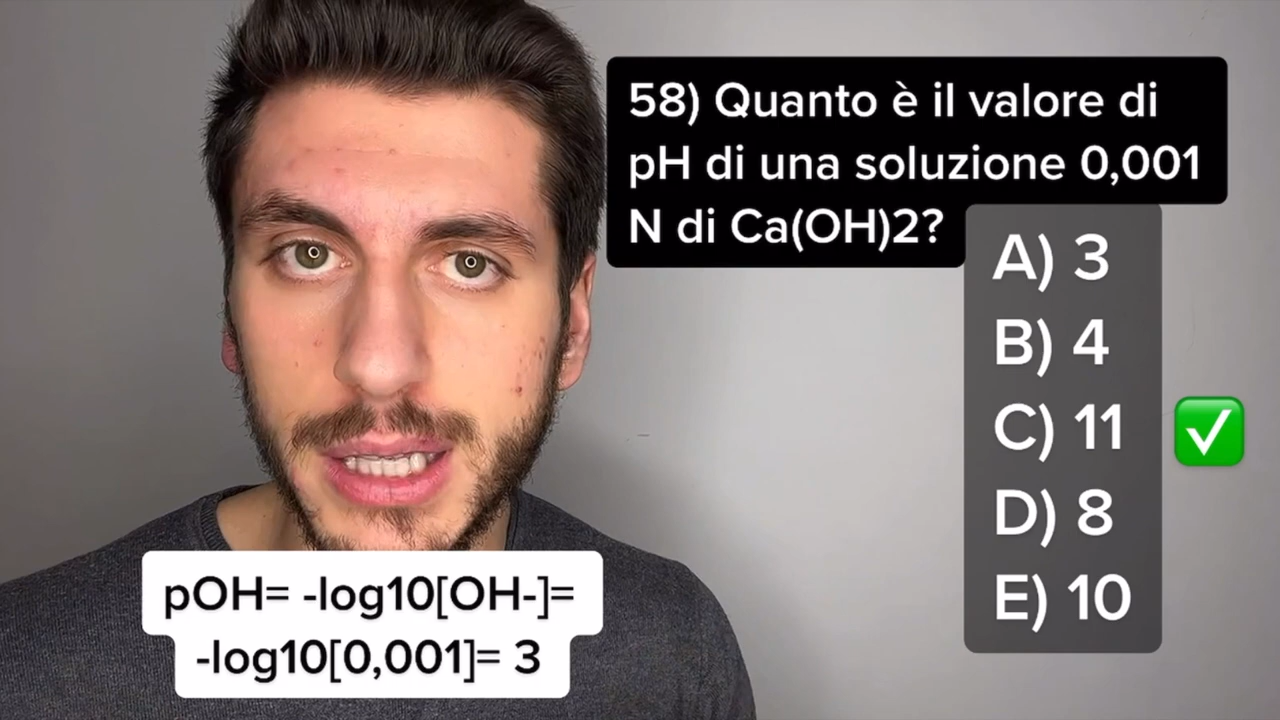 58) Quanto è il valore di
pH di una soluzione 0,001
N di Ca(OH)2?
A) 3
B) 4
C) 11
D) 8
E) 10
pOH= -log10[OH-]=
-log10[0,001]= 3